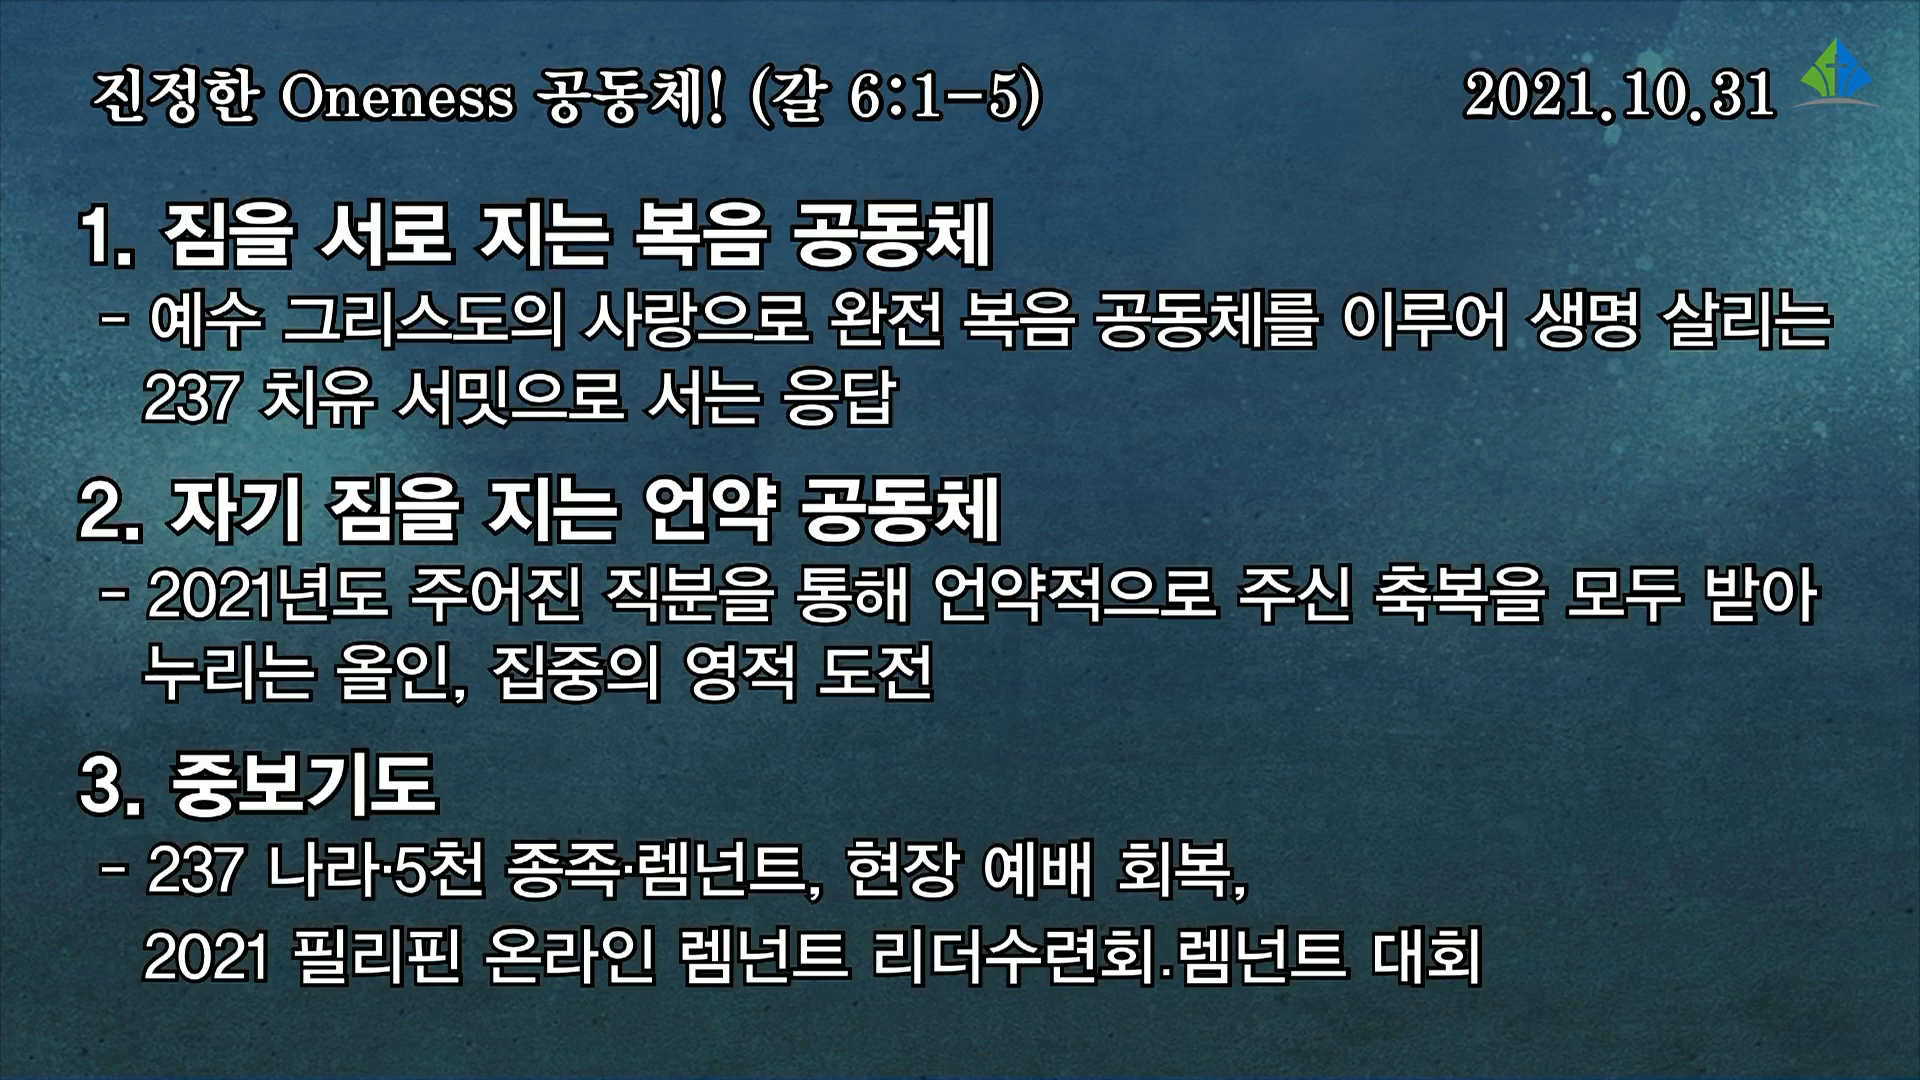 진정한 Oneness 공동체! (갈 6:1-5)
2021.10.31
1. 짐을 서로 지는 복음 공동체
- 예수 그리스도의 사랑으로 완전 복음 공동체를 이루어 생명 살리는
237 치유 서밋으로 서는 응답
2. 자기 짐을 지는 언약 공동체
- 2021년도 주어진 직분을 통해 언약적으로 주신 축복을 모두 받아
누리는 올인, 집중의 영적 도전
3. 중보기도
- 237 나라·5천 종족·렘넌트, 현장 예배 회복,
2021 필리핀 온라인 렘넌트 리더수련회.렘넌트 대회